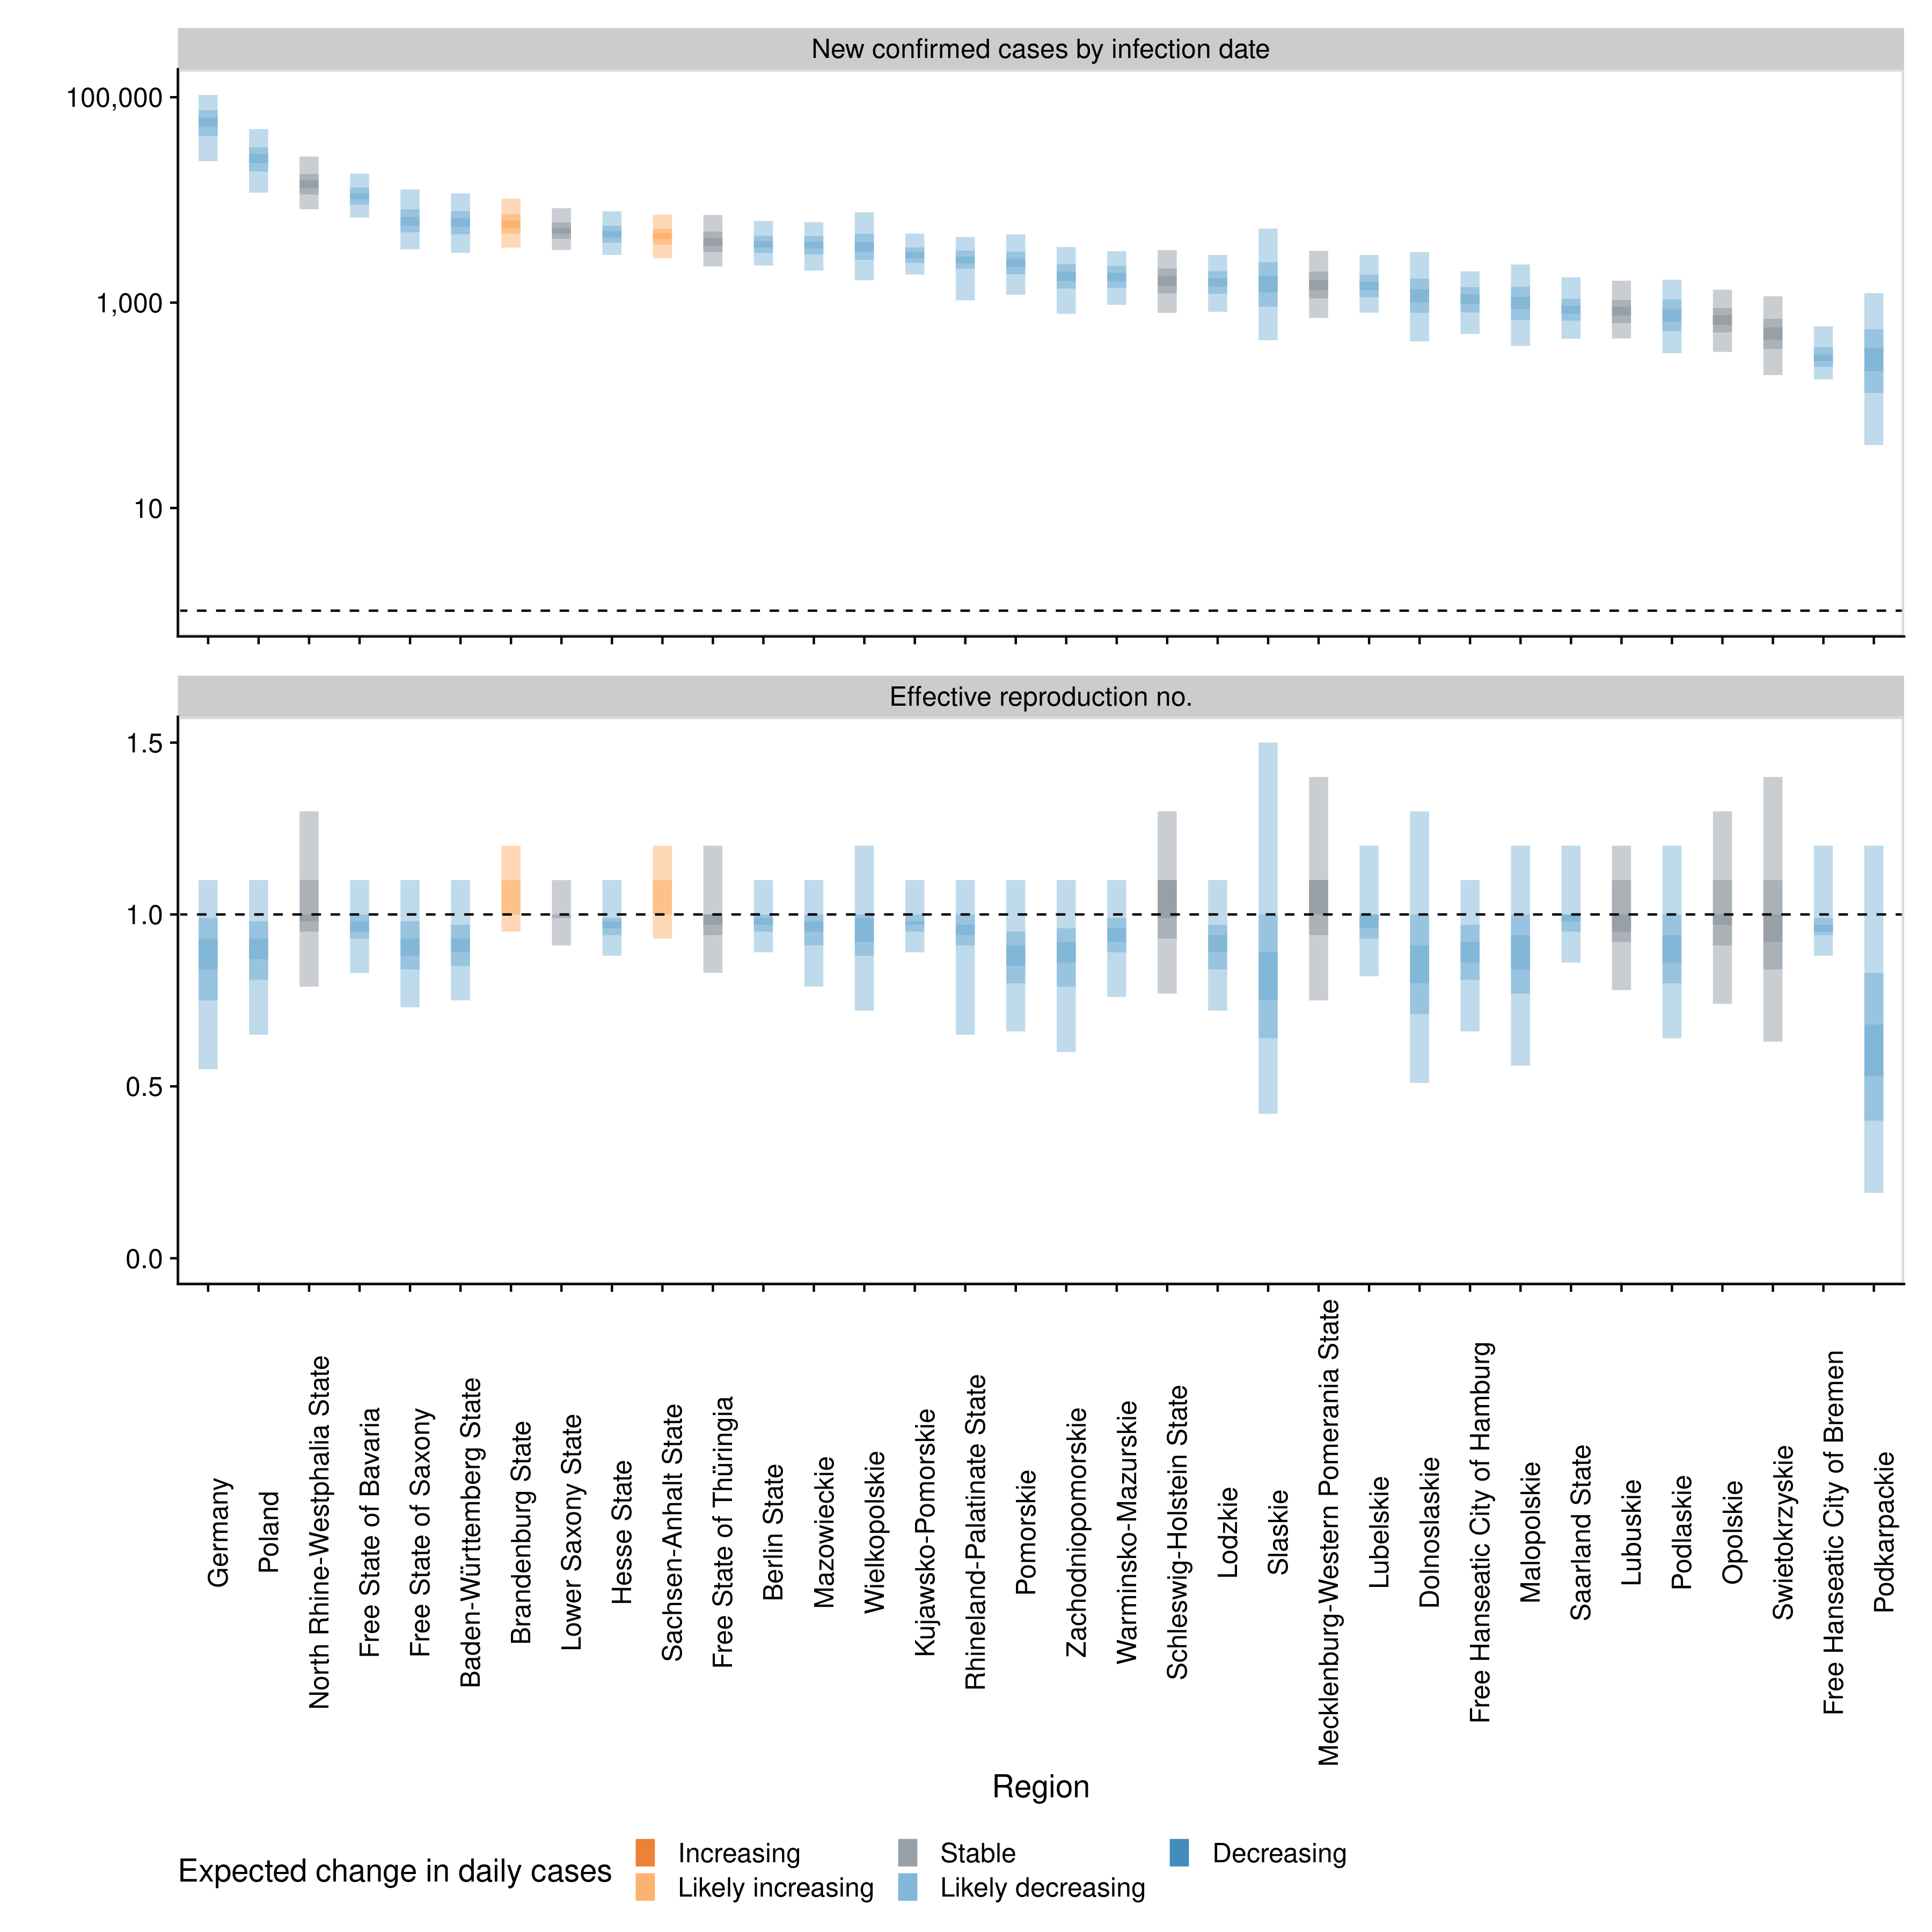 New confirmed cases by infection date
100,000
1,000
10
Effective reproduction no.
1.5
1.0
0.5
0.0
Germany
Poland
North Rhine-Westphalia State
Free State of Bavaria
Free State of Saxony
Baden-Württemberg State
Brandenburg State
Lower Saxony State
Hesse State
Sachsen-Anhalt State
Free State of Thüringia
Berlin State
Mazowieckie
Wielkopolskie
Kujawsko-Pomorskie
Rhineland-Palatinate State
Pomorskie
Zachodniopomorskie
Warminsko-Mazurskie
Schleswig-Holstein State
Lodzkie
Slaskie
Mecklenburg-Western Pomerania State
Lubelskie
Dolnoslaskie
Free Hanseatic City of Hamburg
Malopolskie
Saarland State
Lubuskie
Podlaskie
Opolskie
Swietokrzyskie
Free Hanseatic City of Bremen
Podkarpackie
Region
Expected change in daily cases
Increasing
Stable
Decreasing
Likely increasing
Likely decreasing